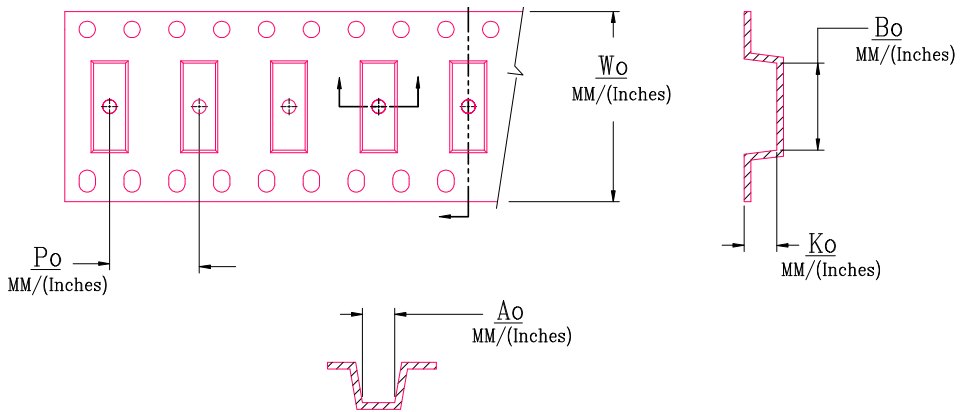 Bo
MM/(Inches)
Wo
MM/(Inches)
Po
MM/(Inches)
Ko
MM/(Inches)
Ao
MM/(Inches)